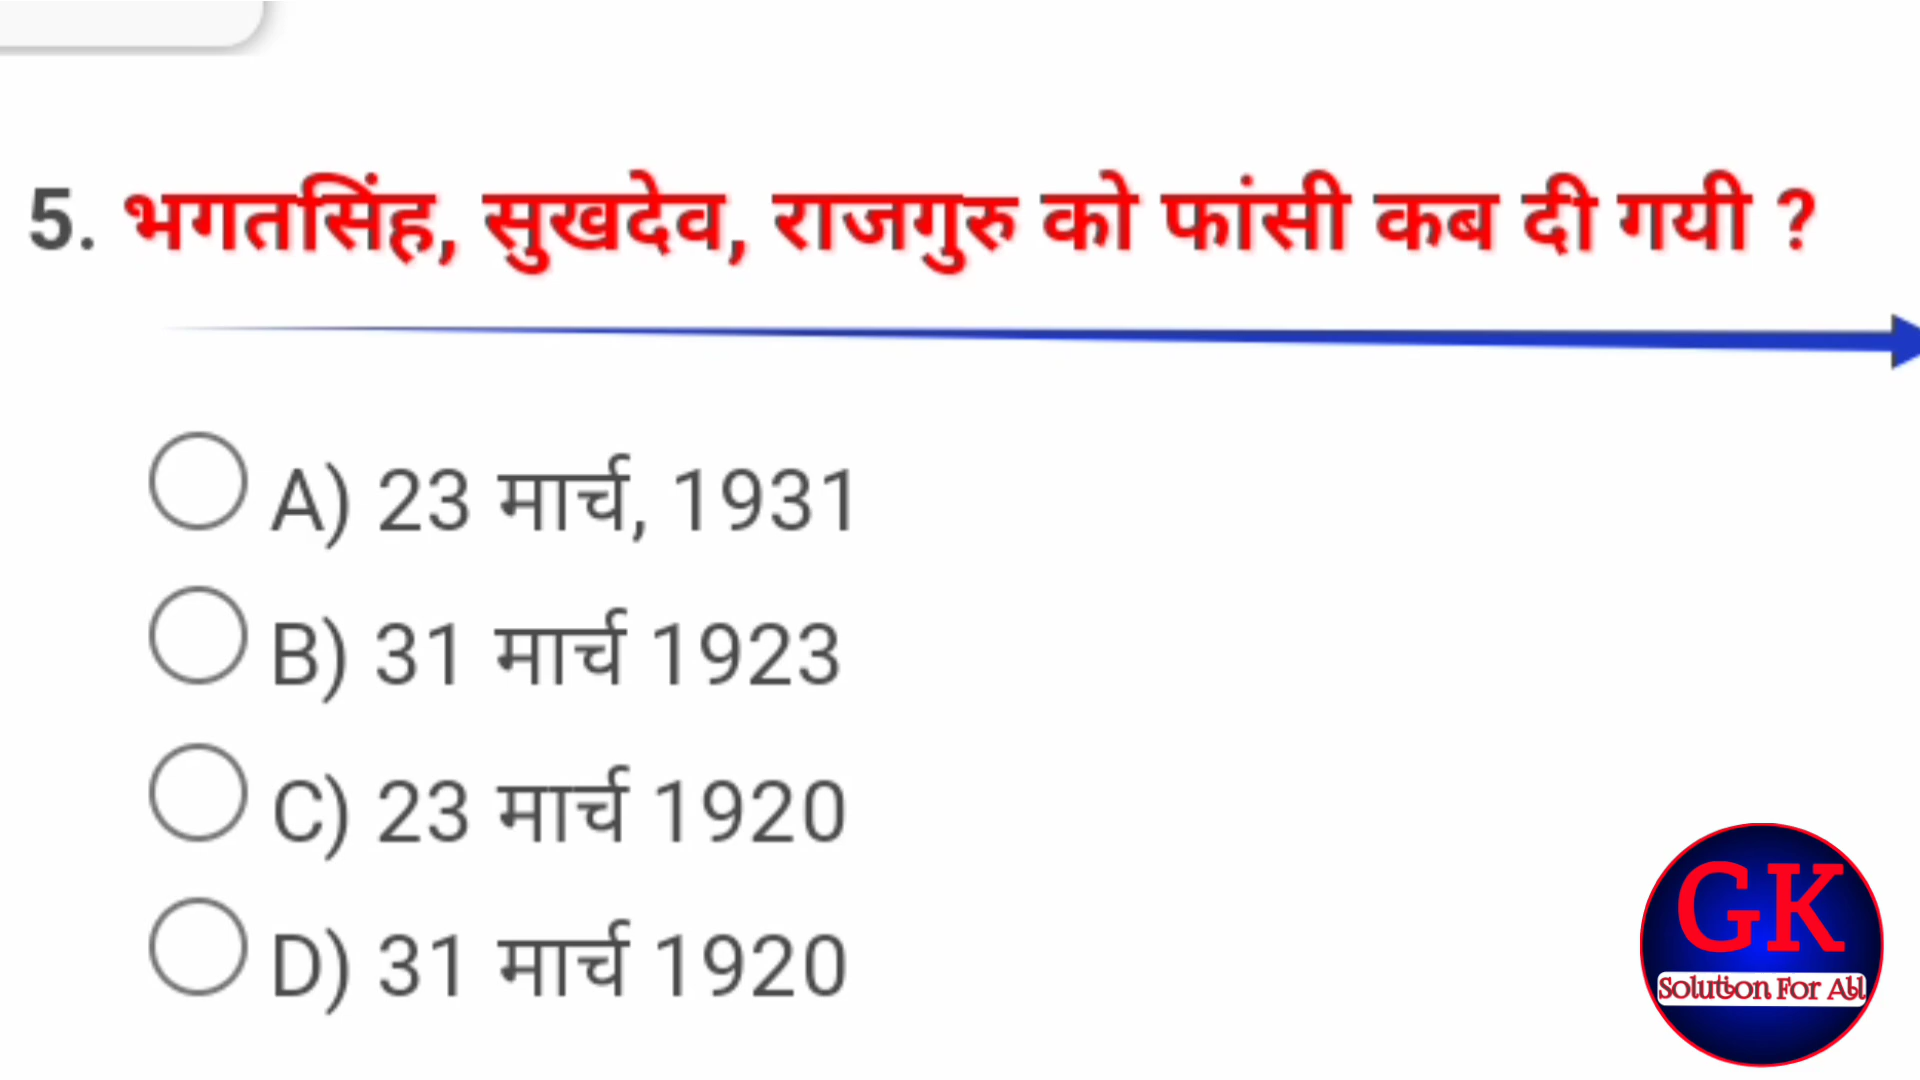 5. भगतसिंह, सुखदेव, राजगुरु को फांसी कब दी गयी ?
A) 23 मार्च, 1931
B) 31 मार्च 1923
C) 23 मार्च 1920
D) 31 मार्च 1920
GK
Solution For All